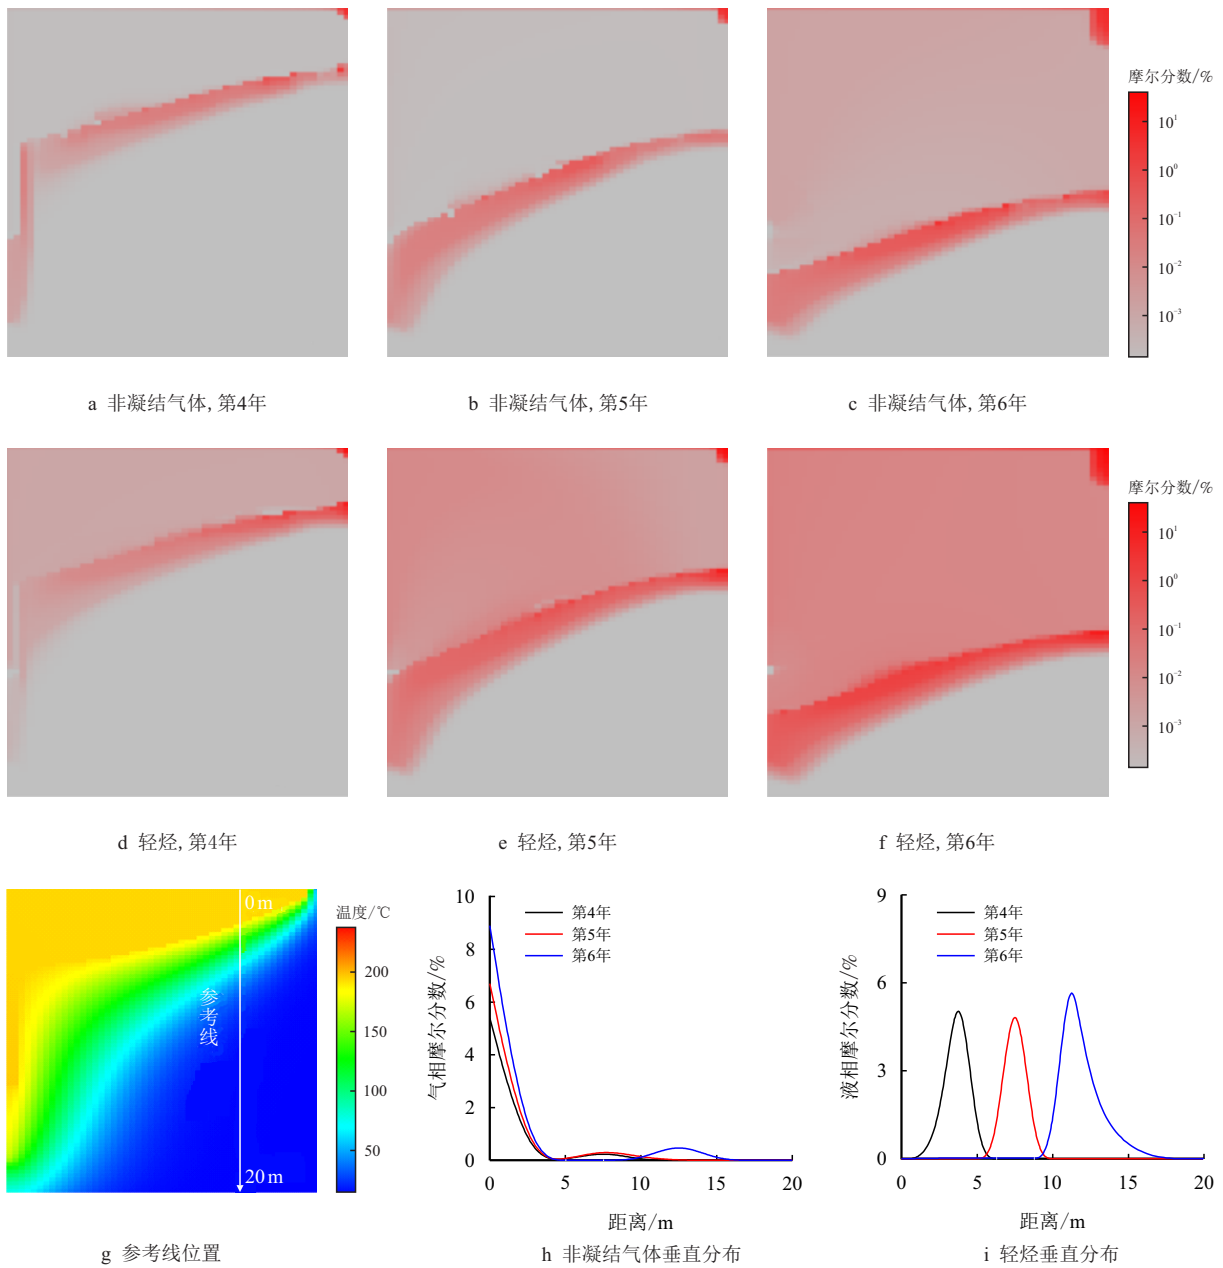 摩尔分数/%
10¹
10⁰
10⁻¹
10⁻²
10⁻³
a 非凝结气体, 第4年
b 非凝结气体, 第5年
c 非凝结气体, 第6年
摩尔分数/%
10¹
10⁰
10⁻¹
10⁻²
10⁻³
d 轻烃, 第4年
e 轻烃, 第5年
f 轻烃, 第6年
0 m
参考线
20 m
温度/℃
200
150
100
50
g 参考线位置
气相摩尔分数/%
10
8
6
4
2
0
第4年
第5年
第6年
0 5 10 15 20
距离/m
h 非凝结气体垂直分布
液相摩尔分数/%
9
6
3
0
第4年
第5年
第6年
0 5 10 15 20
距离/m
i 轻烃垂直分布